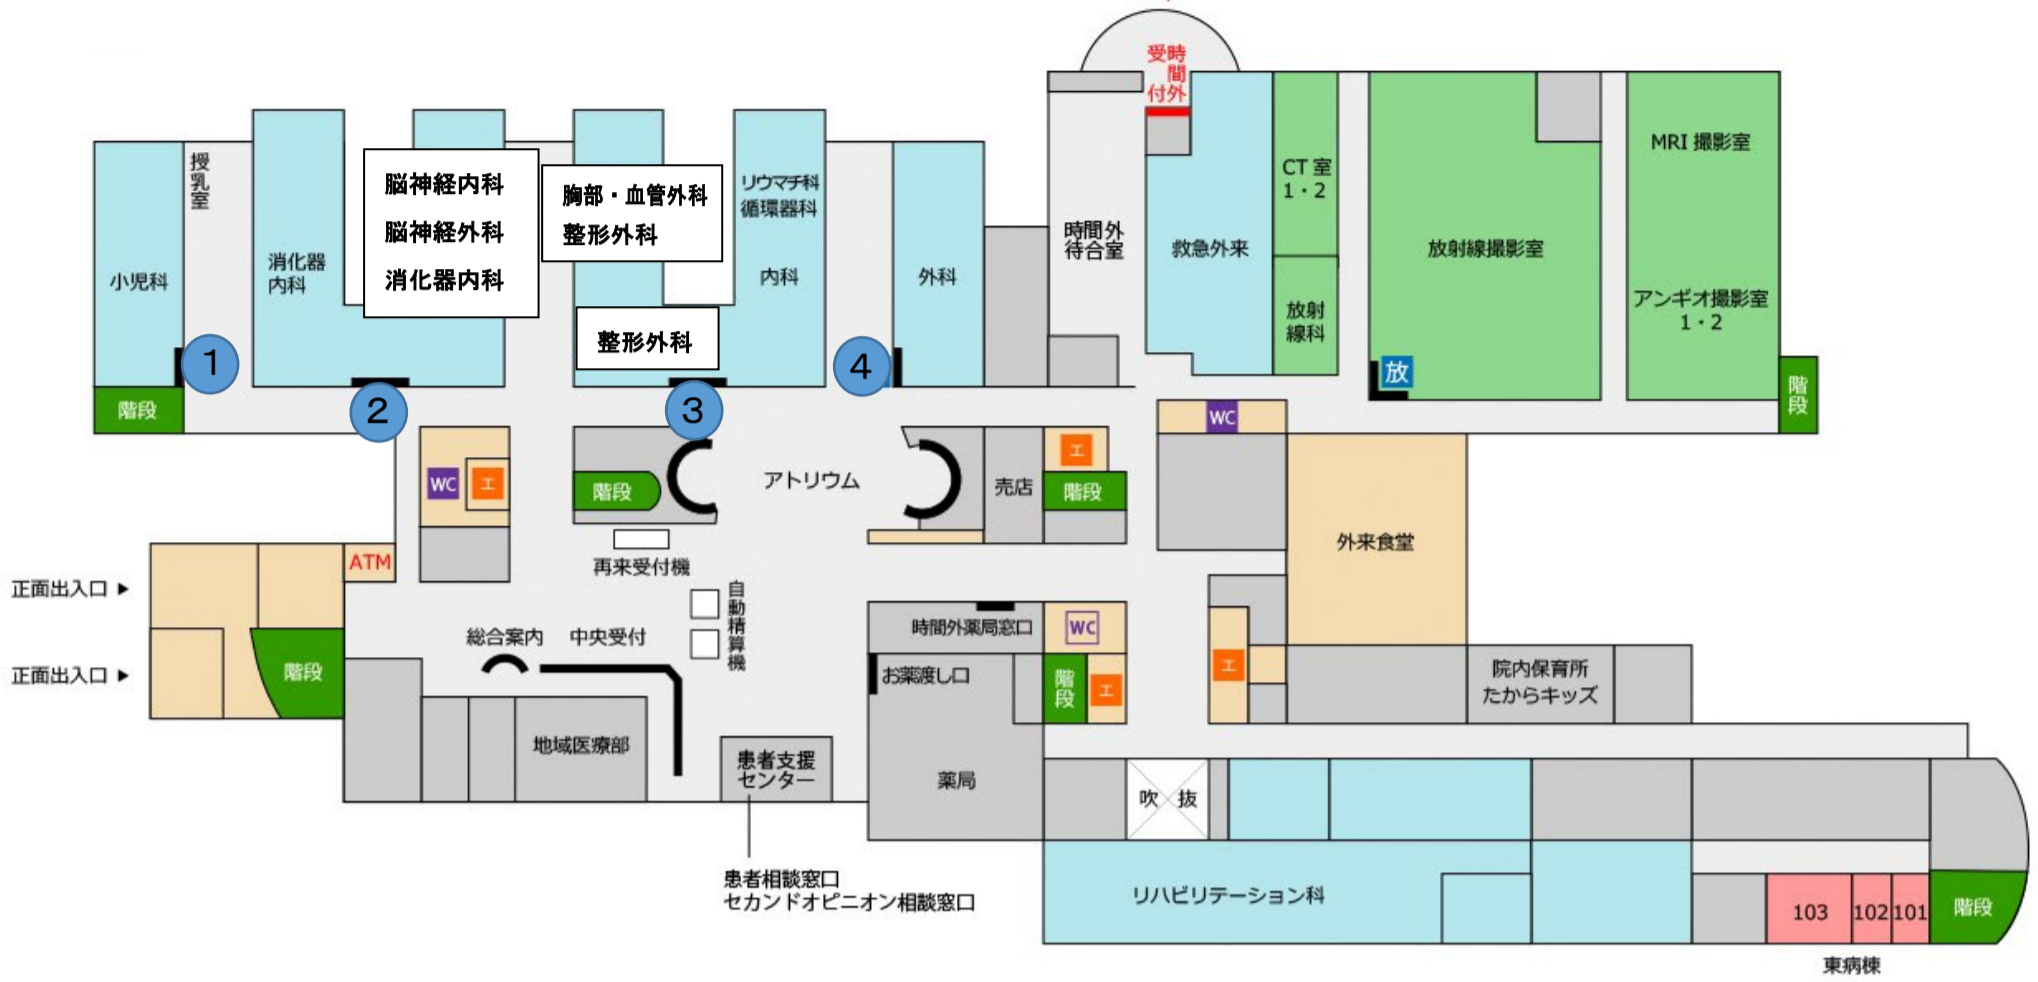 時間外
受付
小児科
授乳室
消化器
内科
脳神経内科
脳神経外科
消化器内科
胸部・血管外科
整形外科
整形外科
リウマチ科
循環器科
内科
外科
時間外
待合室
救急外来
CT 室
1・2
放射
線科
放射線撮影室
放
MRI 撮影室
アンギオ撮影室
1・2
階段
1
2
3
4
階段
WC
WC
エ
階段
アトリウム
売店
エ
階段
外来食堂
再来受付機
自動精算機
ATM
正面出入口 ▶
正面出入口 ▶
階段
総合案内
中央受付
時間外薬局窓口
WC
お薬渡し口
階段
エ
エ
院内保育所
たからキッズ
地域医療部
患者支援
センター
薬局
吹抜
患者相談窓口
セカンドオピニオン相談窓口
リハビリテーション科
103
102
101
階段
東病棟